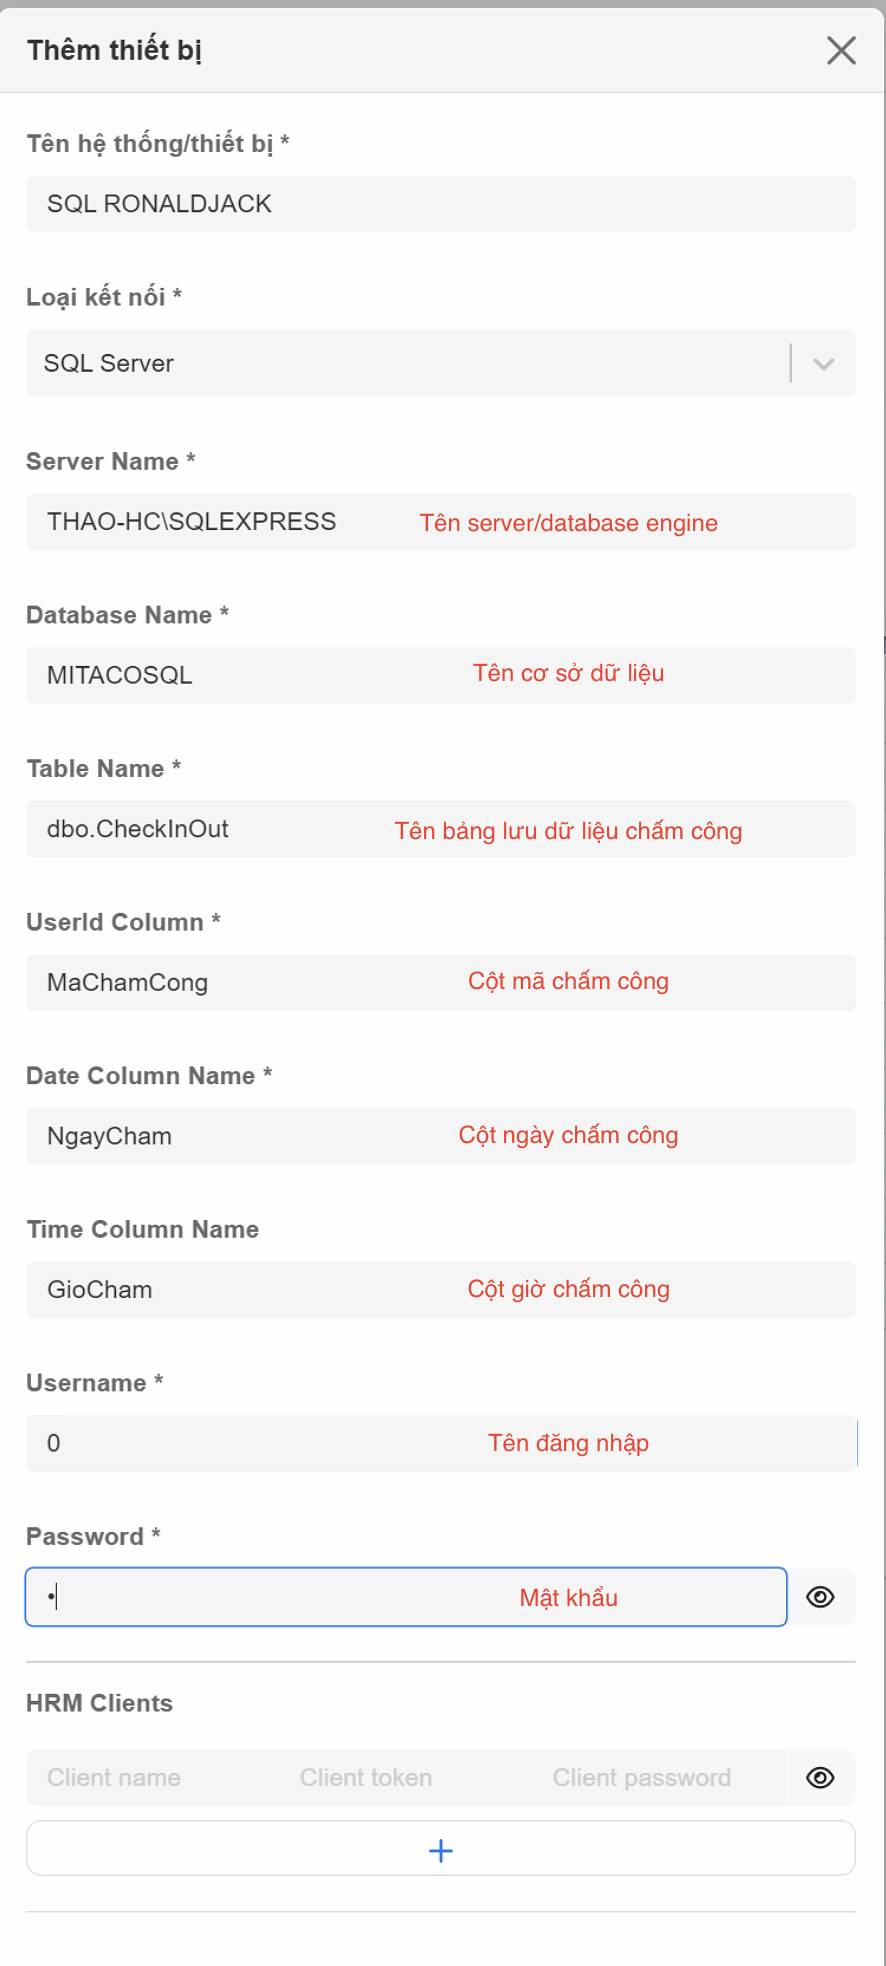 Thêm thiết bị
Tên hệ thống/thiết bị *
SQL RONALDJACK
Loại kết nối *
SQL Server
Server Name *
THAO-HC\SQLEXPRESS Tên server/database engine
Database Name *
MITACOSQL Tên cơ sở dữ liệu
Table Name *
dbo.CheckInOut Tên bảng lưu dữ liệu chấm công
UserId Column *
MaChamCong Cột mã chấm công
Date Column Name *
NgayCham Cột ngày chấm công
Time Column Name
GioCham Cột giờ chấm công
Username *
0 Tên đăng nhập
Password *
• Mật khẩu
HRM Clients
Client name Client token Client password